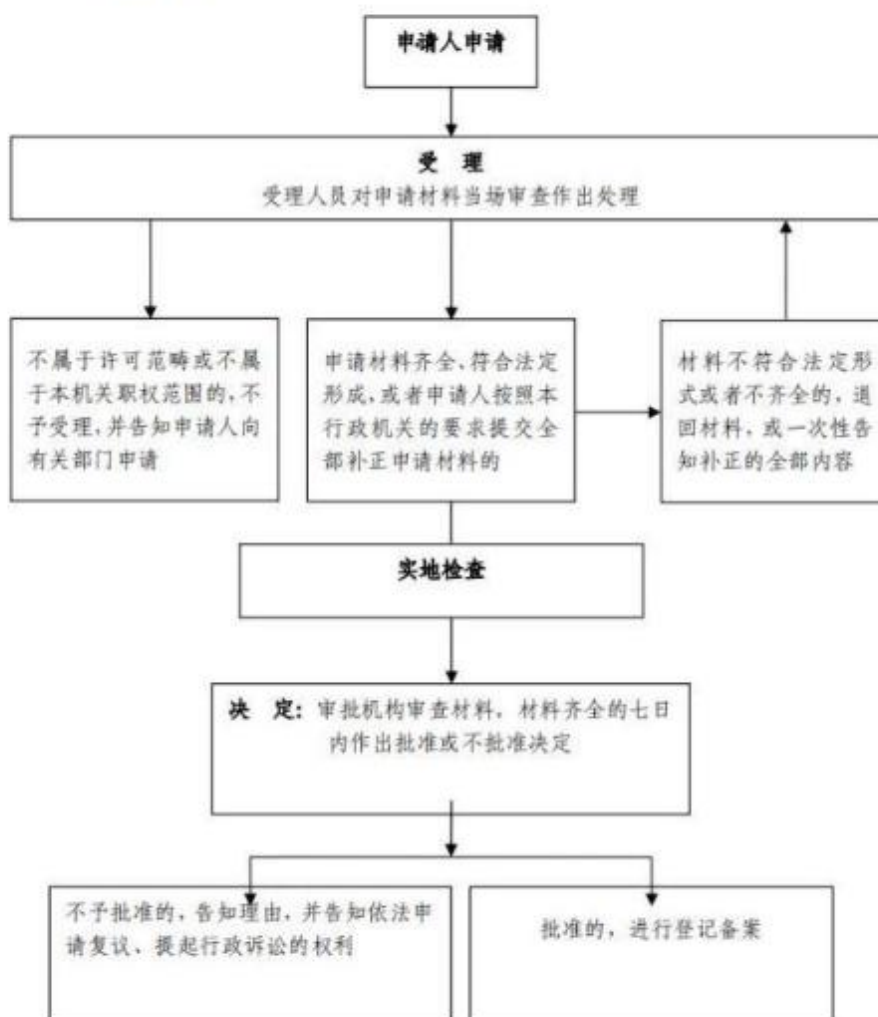 申请人申请
受 理
受理人员对申请材料当场审查作出处理
不属于许可范畴或不属
于本机关职权范围的,不
予受理,并告知申请人向
有关部门申请
申请材料齐全、符合法定
形成,或者申请人按照本
行政机关的要求提交全
部补正申请材料的
材料不符合法定形
式或者不齐全的,退
回材料,或一次性告
知补正的全部内容
实地检查
决 定:审批机构审查材料,材料齐全的七日
内作出批准或不批准决定
不予批准的,告知理由,并告知依法申
请复议、提起行政诉讼的权利
批准的,进行登记备案